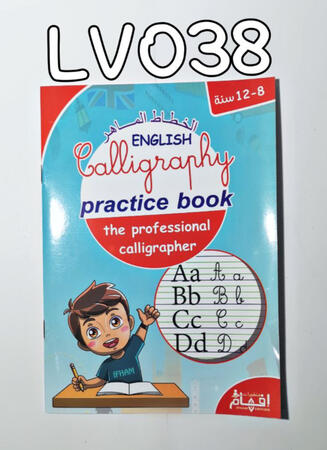 LV038
8-12 سنة
الخطاط الماهر
ENGLISH
Calligraphy
practice book
the professional
calligrapher
Aa Aa
Bb Bb
Cc Cc
Dd Dd
IFHAM
إفهام